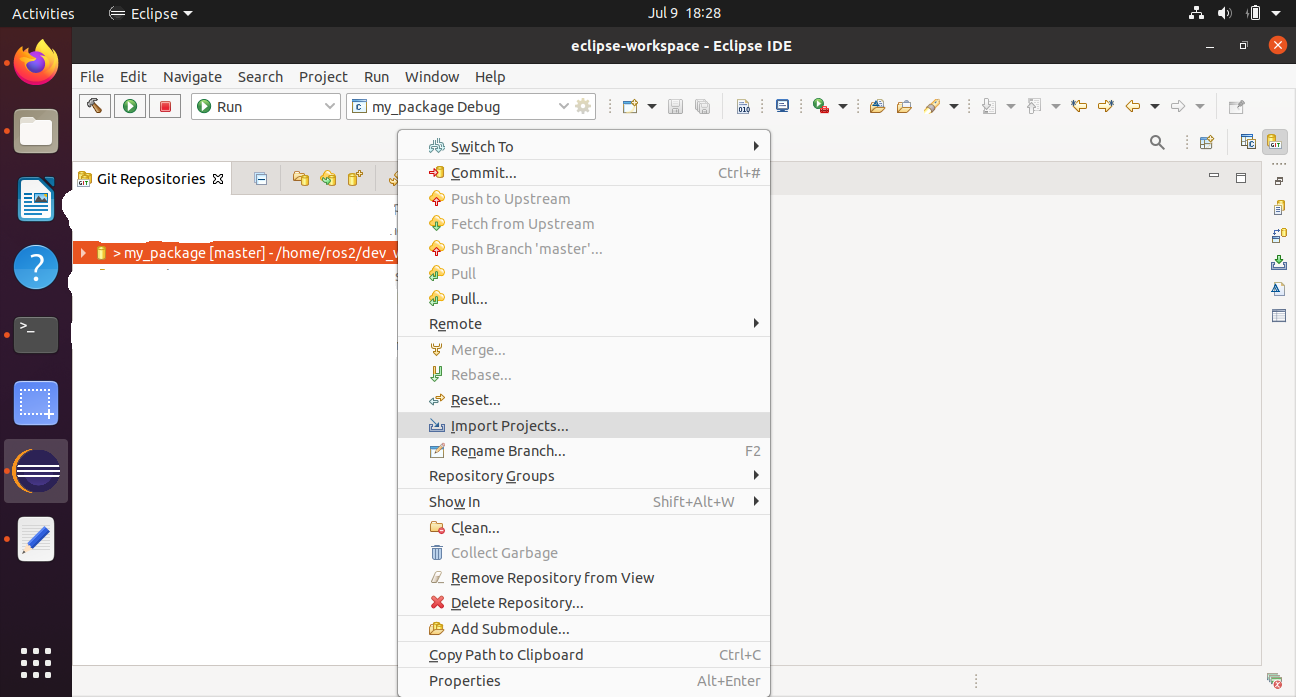 Activities Eclipse Jul 9 18:28
eclipse-workspace - Eclipse IDE
File Edit Navigate Search Project Run Window Help
Run my_package Debug
Git Repositories
> my_package [master] - /home/ros2/dev_
Switch To
Commit... Ctrl+#
Push to Upstream
Fetch from Upstream
Push Branch 'master'...
Pull
Pull...
Remote
Merge...
Rebase...
Reset...
Import Projects...
Rename Branch... F2
Repository Groups
Show In Shift+Alt+W
Clean...
Collect Garbage
Remove Repository from View
Delete Repository...
Add Submodule...
Copy Path to Clipboard Ctrl+C
Properties Alt+Enter